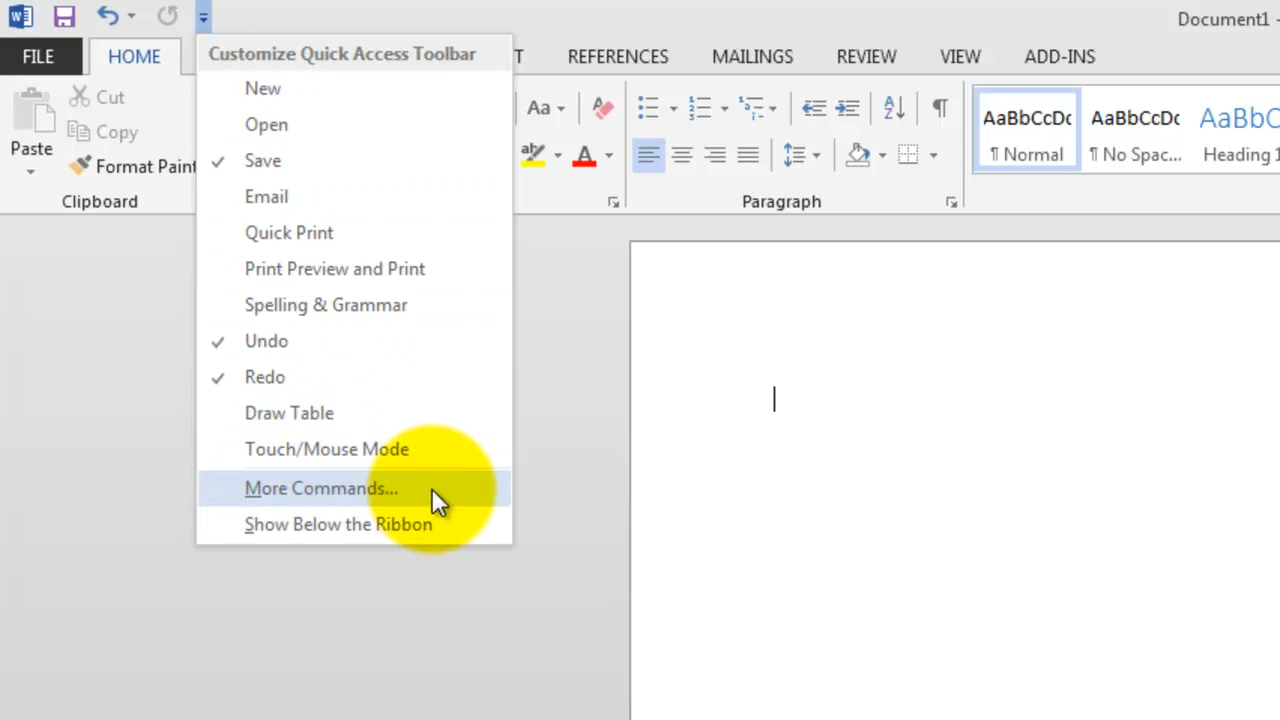 Document1 -
FILE HOME T REFERENCES MAILINGS REVIEW VIEW ADD-INS
Customize Quick Access Toolbar
New
Open
Save
Email
Quick Print
Print Preview and Print
Spelling & Grammar
Undo
Redo
Draw Table
Touch/Mouse Mode
More Commands...
Show Below the Ribbon
Cut
Copy
Paste
Format Paint
Clipboard
Aa
Paragraph
AaBbCcDc AaBbCcDc AaBbC
¶ Normal ¶ No Spac... Heading 1